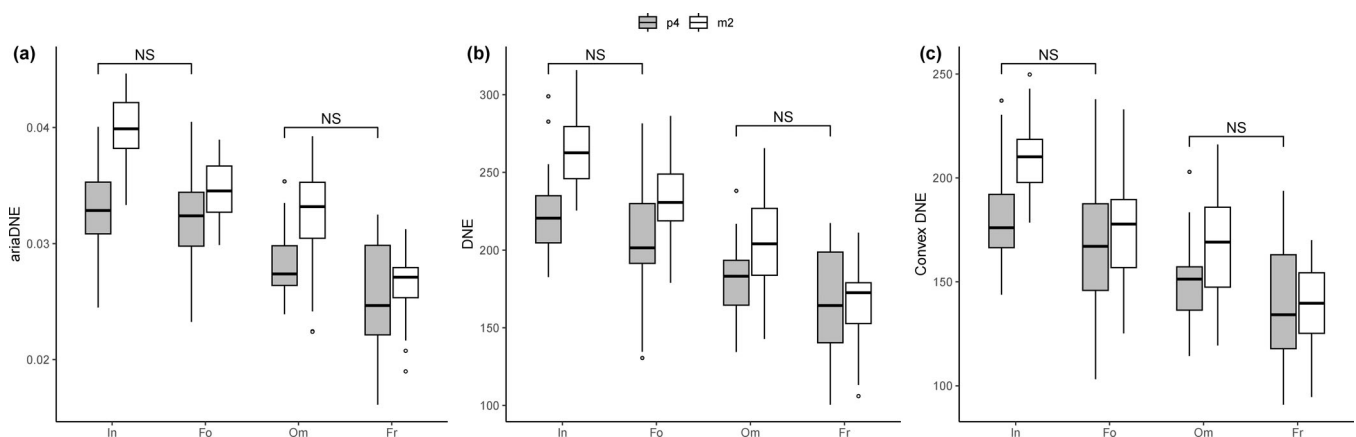 p4 m2
(a) (b) (c)
NS NS NS
NS NS NS
ariaDNE
0.04
0.03
0.02
In Fo Om Fr
DNE
300
250
200
150
100
In Fo Om Fr
Convex DNE
250
200
150
100
In Fo Om Fr